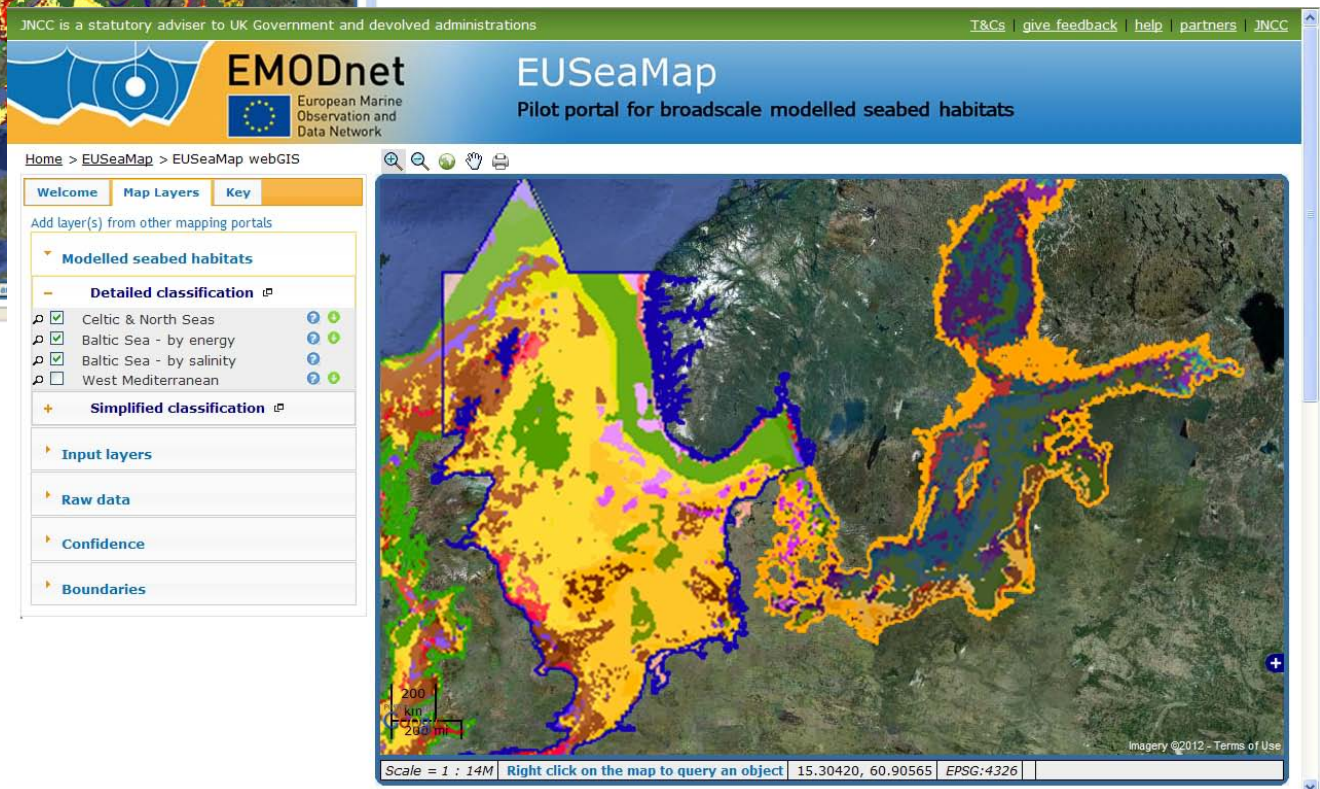 JNCC is a statutory adviser to UK Government and devolved administrations
T&Cs | give feedback | help | partners | JNCC
EMODnet
European Marine
Observation and
Data Network
EUSeaMap
Pilot portal for broadscale modelled seabed habitats
Home > EUSeaMap > EUSeaMap webGIS
Welcome
Map Layers
Key
Add layer(s) from other mapping portals
Modelled seabed habitats
Detailed classification
Celtic & North Seas
Baltic Sea - by energy
Baltic Sea - by salinity
West Mediterranean
Simplified classification
Input layers
Raw data
Confidence
Boundaries
200
km
200 mi
Imagery ©2012 - Terms of Use
Scale = 1 : 14M
Right click on the map to query an object
15.30420, 60.90565
EPSG:4326